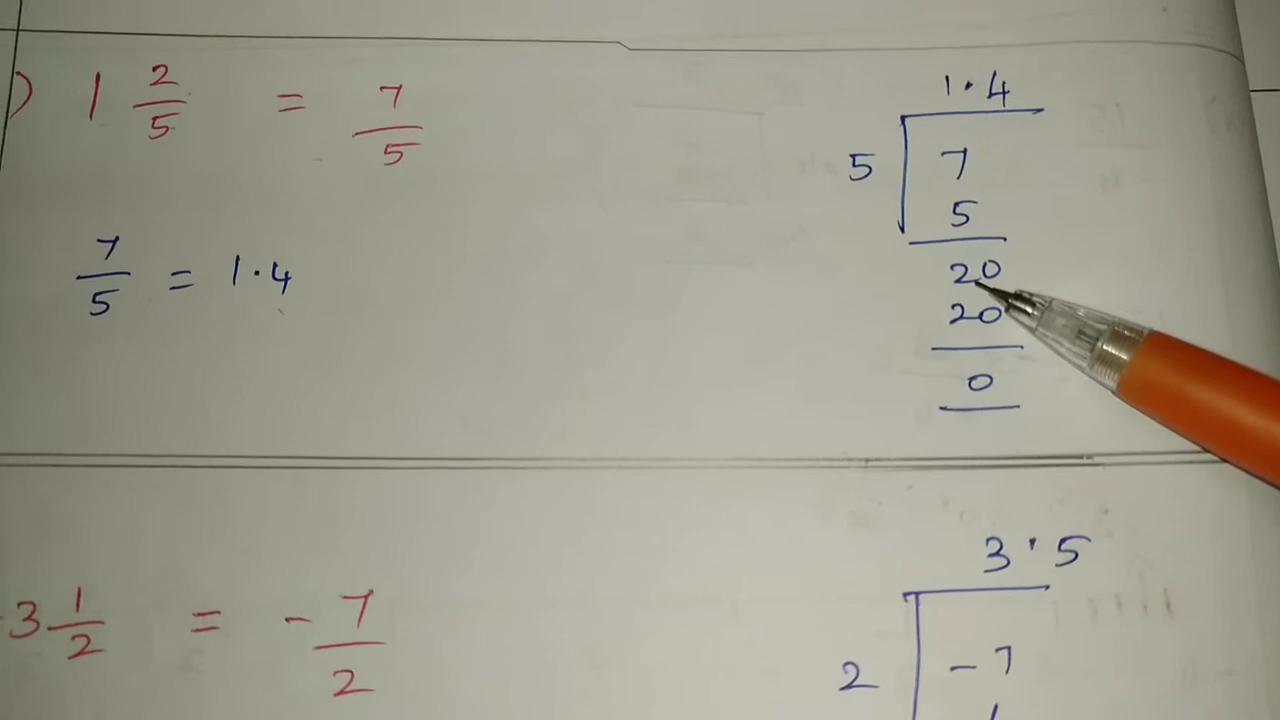 ) 1 2/5 = 7/5
7/5 = 1.4
1.4
5 7
5
20
20
0
-3 1/2 = -7/2
3.5
2 -7